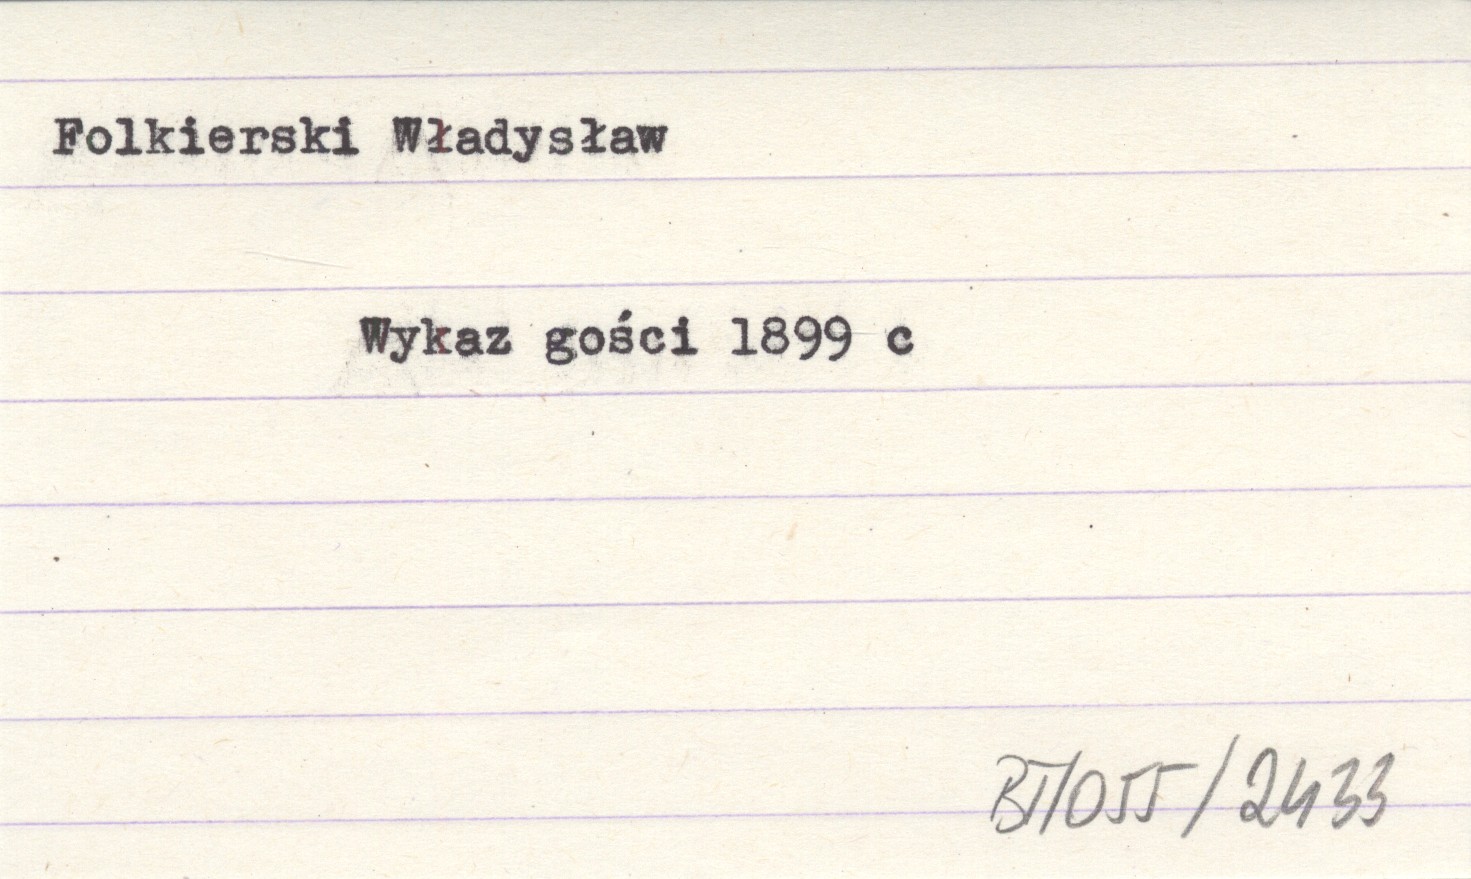 Folkierski Władysław
Wykaz gości 1899 c
BT/055/2433